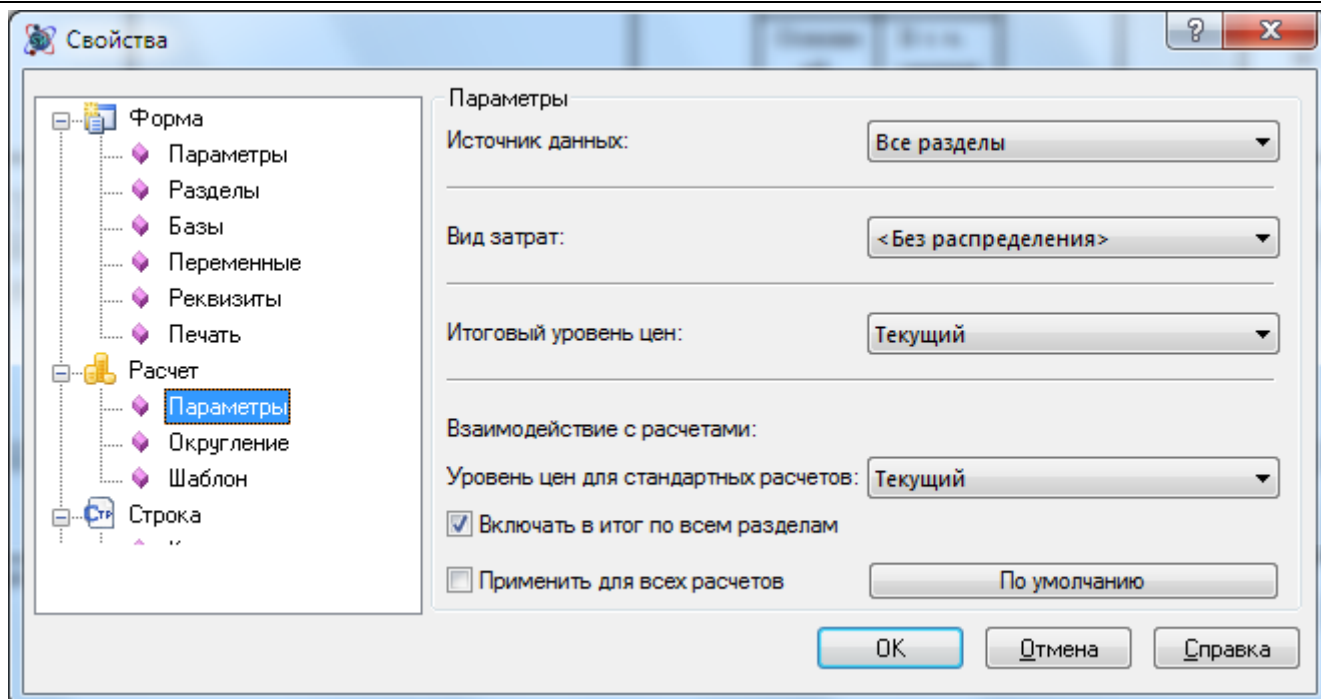 Свойства
Форма
Параметры
Разделы
Базы
Переменные
Реквизиты
Печать
Расчет
Параметры
Округление
Шаблон
Стр Строка
Параметры
Источник данных: Все разделы
Вид затрат: <Без распределения>
Итоговый уровень цен: Текущий
Взаимодействие с расчетами:
Уровень цен для стандартных расчетов: Текущий
Включать в итог по всем разделам
Применить для всех расчетов По умолчанию
OK Отмена Справка